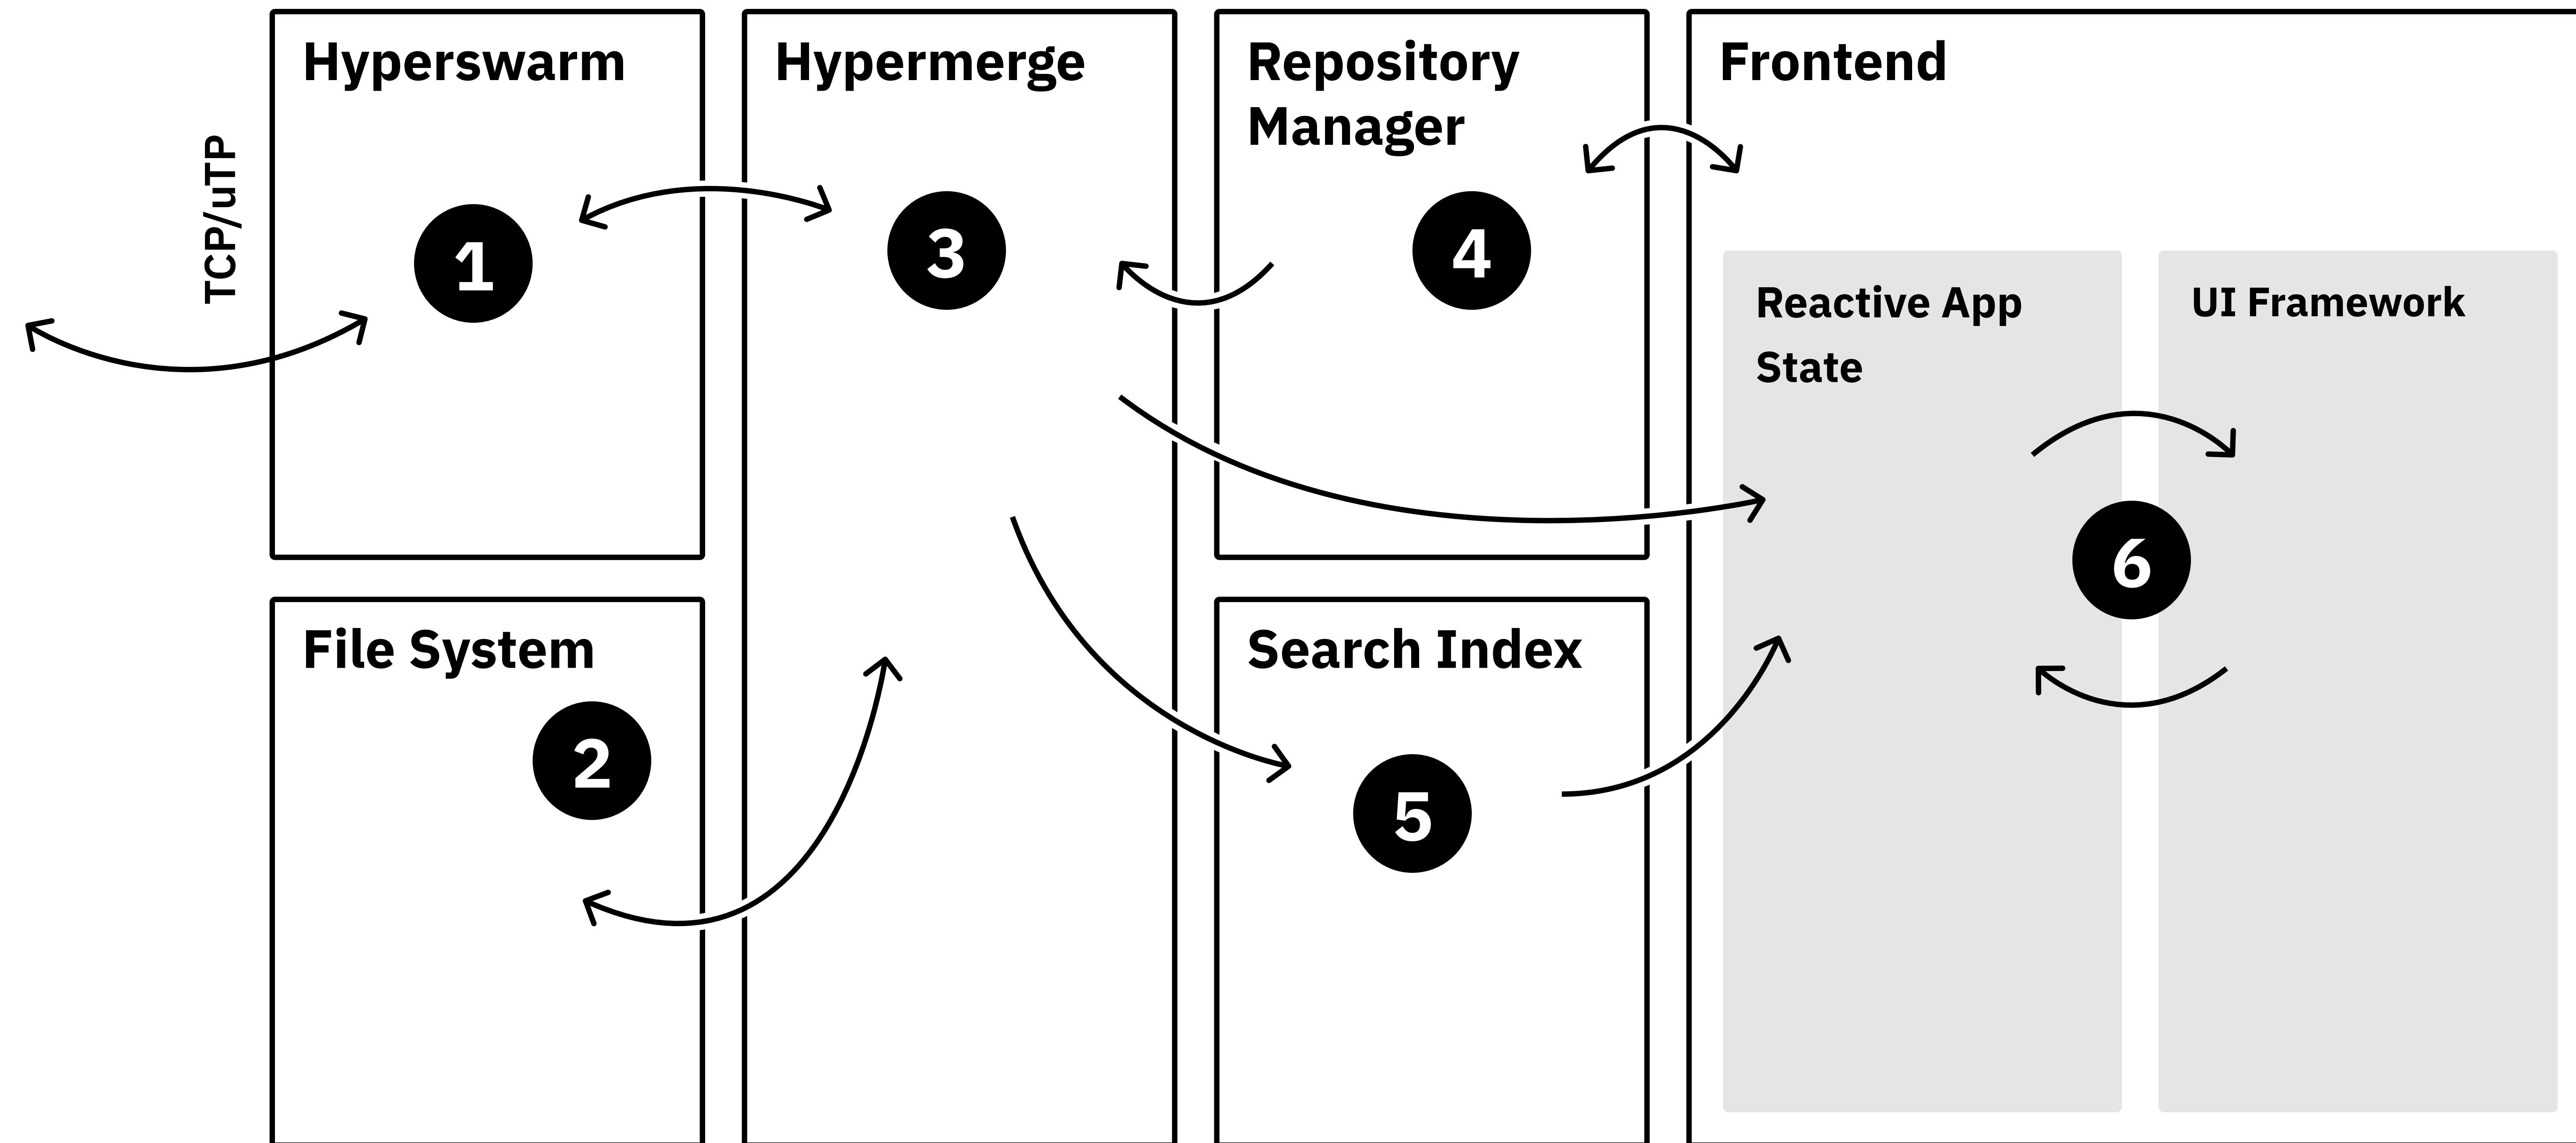 Hyperswarm
TCP/uTP
1
File System
2
Hypermerge
3
Repository
Manager
4
Search Index
5
Frontend
Reactive App
State
UI Framework
6